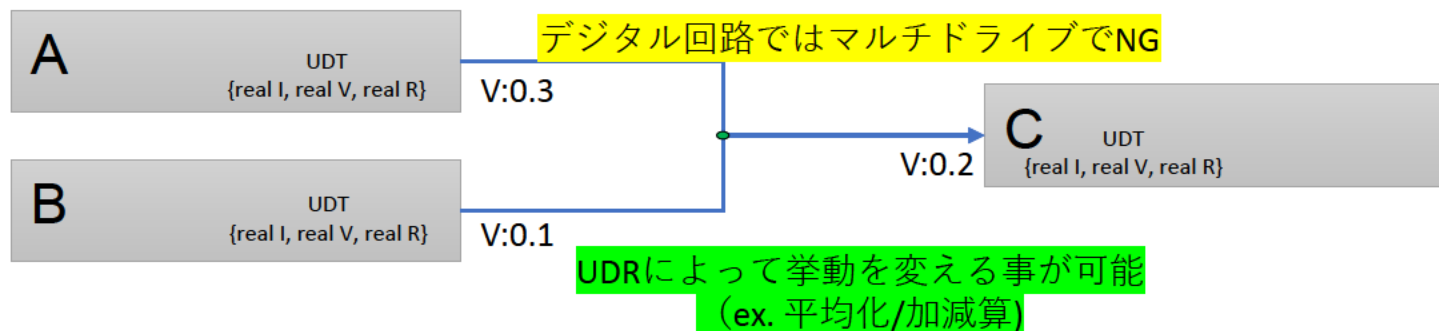 デジタル回路ではマルチドライブでNG
A
UDT
{real I, real V, real R}
V:0.3
C
UDT
{real I, real V, real R}
V:0.2
B
UDT
{real I, real V, real R}
V:0.1
UDRによって挙動を変える事が可能
（ex. 平均化/加減算)